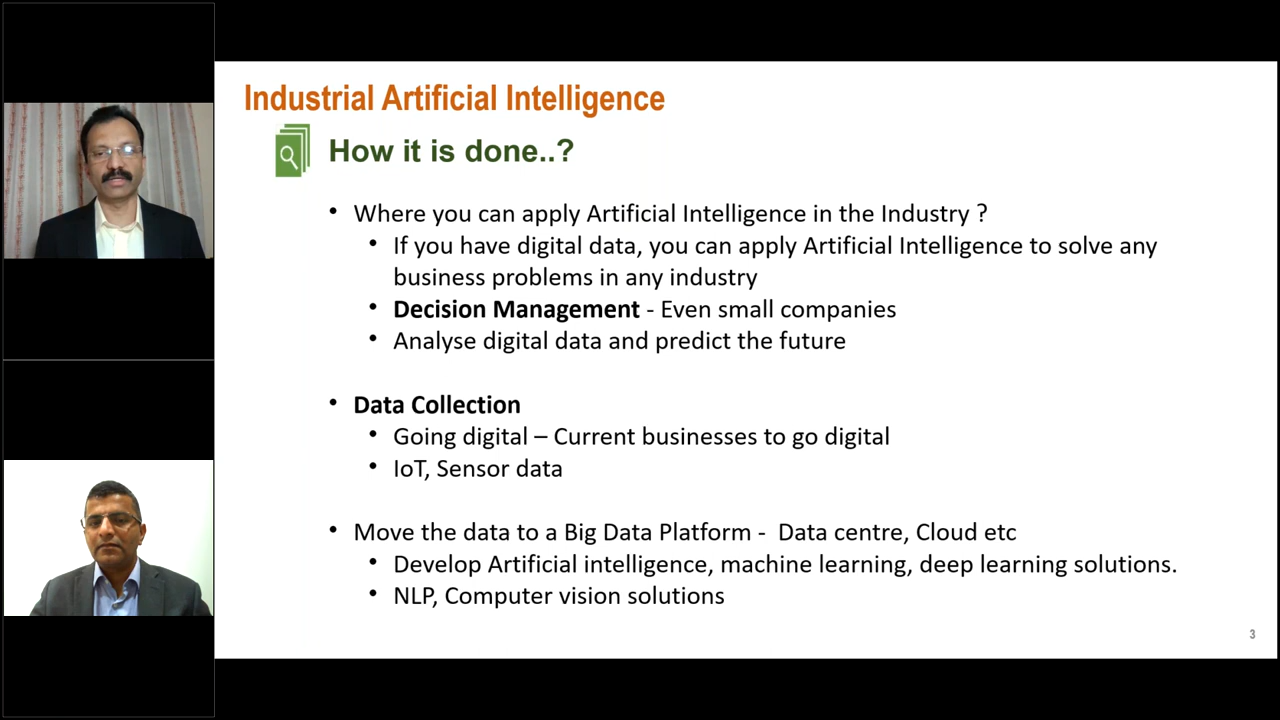 Industrial Artificial Intelligence
How it is done..?
• Where you can apply Artificial Intelligence in the Industry ?
• If you have digital data, you can apply Artificial Intelligence to solve any
business problems in any industry
• Decision Management - Even small companies
• Analyse digital data and predict the future
• Data Collection
• Going digital – Current businesses to go digital
• IoT, Sensor data
• Move the data to a Big Data Platform - Data centre, Cloud etc
• Develop Artificial intelligence, machine learning, deep learning solutions.
• NLP, Computer vision solutions
3